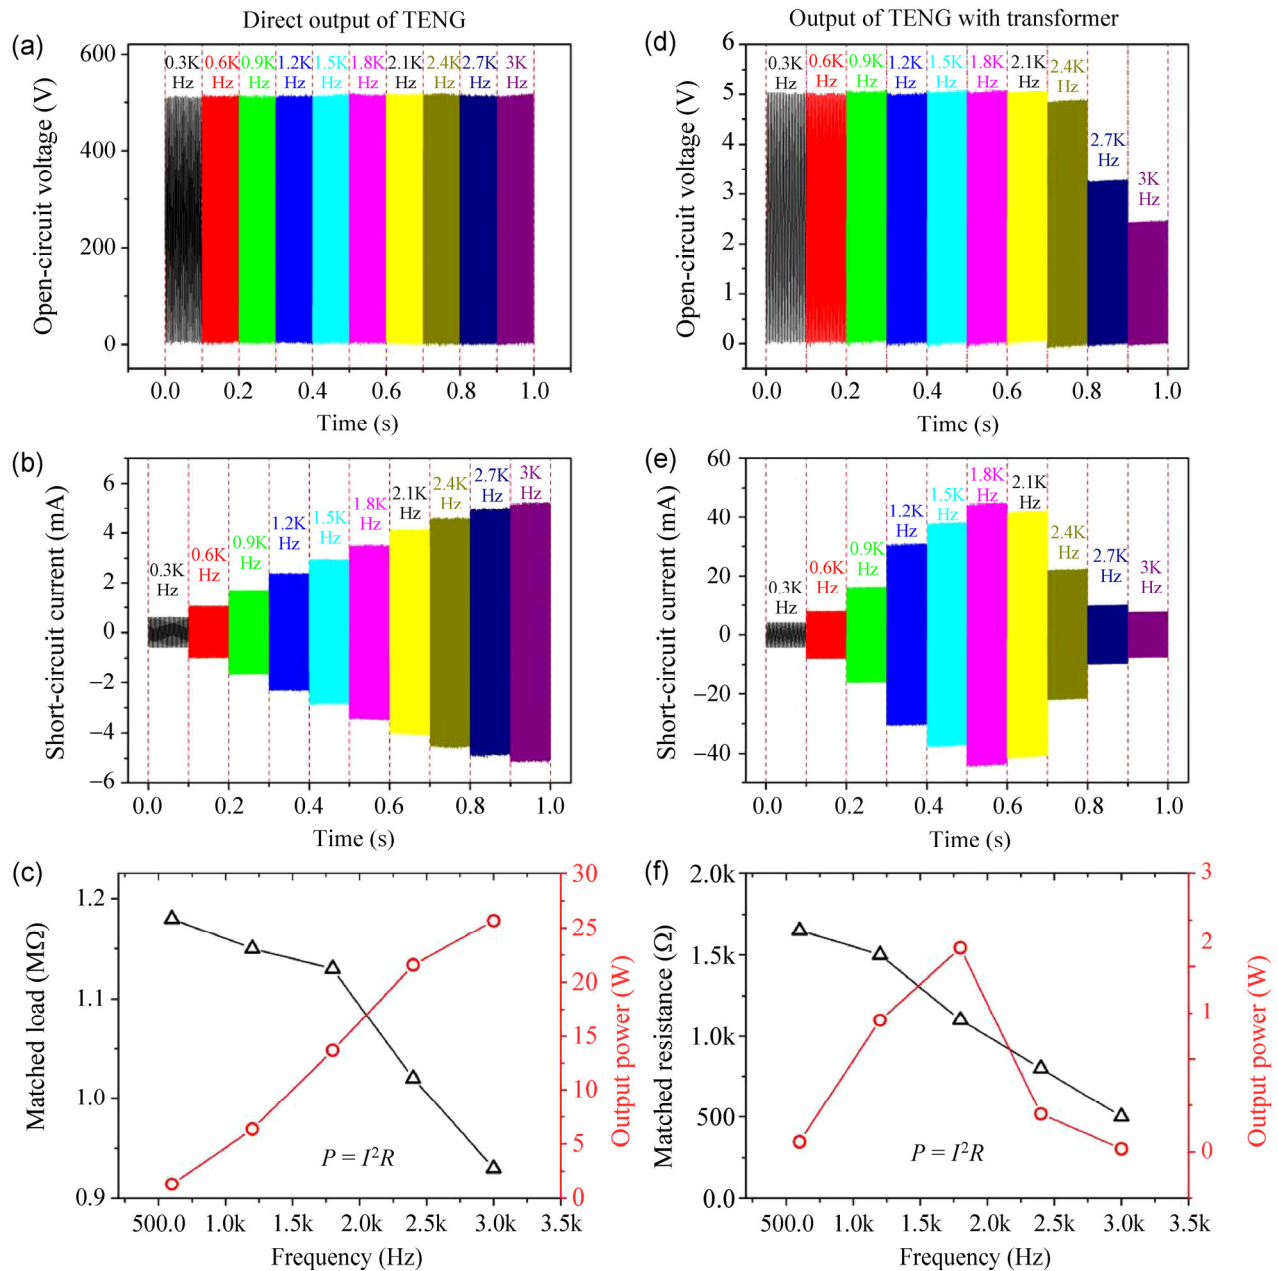 Direct output of TENG
Output of TENG with transformer
(a)
600
400
200
0
Open-circuit voltage (V)
0.3K Hz
0.6K Hz
0.9K Hz
1.2K Hz
1.5K Hz
1.8K Hz
2.1K Hz
2.4K Hz
2.7K Hz
3K Hz
0.0 0.2 0.4 0.6 0.8 1.0
Time (s)
(d)
6
5
4
3
2
1
0
Open-circuit voltage (V)
0.3K Hz
0.6K Hz
0.9K Hz
1.2K Hz
1.5K Hz
1.8K Hz
2.1K Hz
2.4K Hz
2.7K Hz
3K Hz
0.0 0.2 0.4 0.6 0.8 1.0
Timc (s)
(b)
6
4
2
0
−2
−4
−6
Short-circuit current (mA)
0.3K Hz
0.6K Hz
0.9K Hz
1.2K Hz
1.5K Hz
1.8K Hz
2.1K Hz
2.4K Hz
2.7K Hz
3K Hz
0.0 0.2 0.4 0.6 0.8 1.0
Time (s)
(e)
60
40
20
0
−20
−40
Short-circuit current (mA)
0.3K Hz
0.6K Hz
0.9K Hz
1.2K Hz
1.5K Hz
1.8K Hz
2.1K Hz
2.4K Hz
2.7K Hz
3K Hz
0.0 0.2 0.4 0.6 0.8 1.0
Time (s)
(c)
1.2
1.1
1.0
0.9
Matched load (MΩ)
P = I²R
30
25
20
15
10
5
0
Output power (W)
500.0 1.0k 1.5k 2.0k 2.5k 3.0k 3.5k
Frequency (Hz)
(f)
2.0k
1.5k
1.0k
500
0.0
Matched resistance (Ω)
P = I²R
3
2
1
0
Output power (W)
500.0 1.0k 1.5k 2.0k 2.5k 3.0k 3.5k
Frequency (Hz)